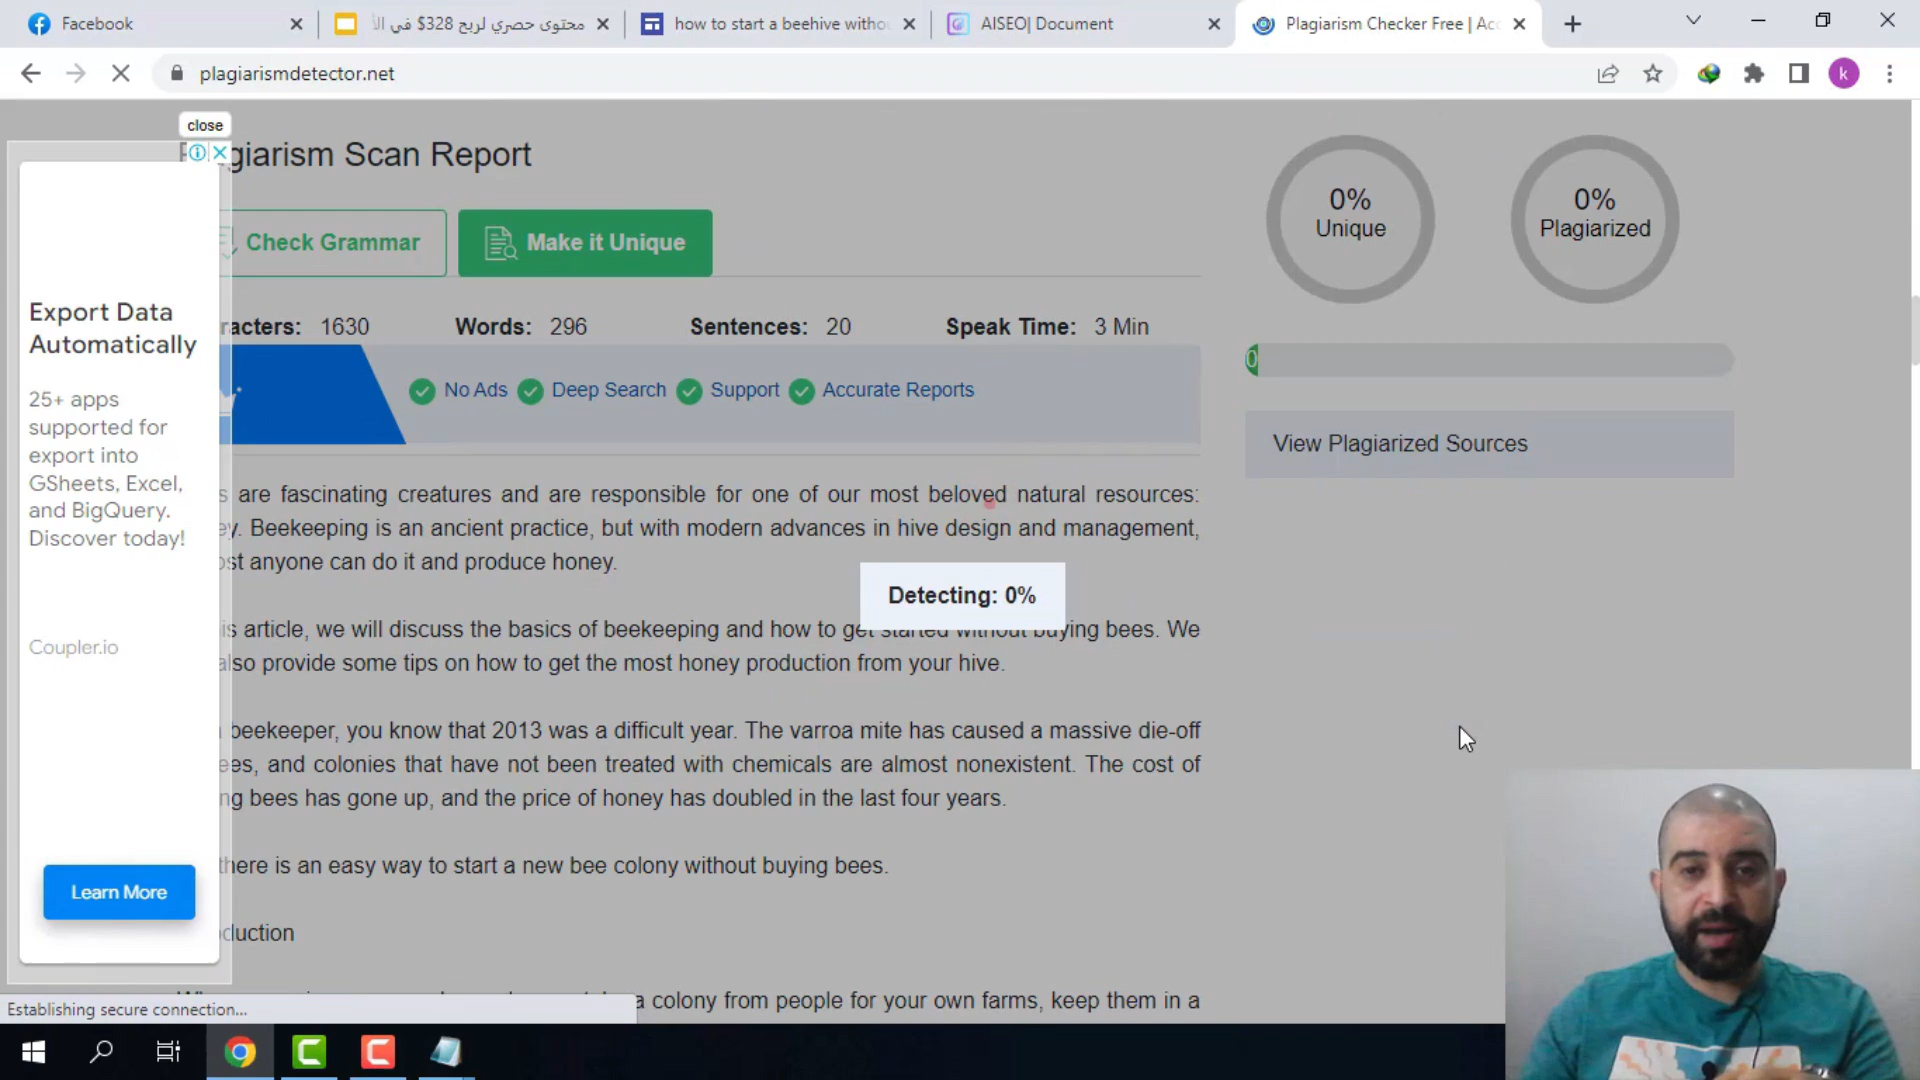 Facebook
محتوى حصري لربح 328$ في الأ
how to start a beehive witho
AISEO| Document
Plagiarism Checker Free | Acc
plagiarismdetector.net
k
close
giarism Scan Report
0%
Unique
0%
Plagiarized
Check Grammar
Make it Unique
racters: 1630
Words: 296
Sentences: 20
Speak Time: 3 Min
0
No Ads
Deep Search
Support
Accurate Reports
View Plagiarized Sources
Export Data
Automatically
25+ apps
supported for
export into
GSheets, Excel,
and BigQuery.
Discover today!
Coupler.io
Learn More
s are fascinating creatures and are responsible for one of our most beloved natural resources:
ey. Beekeeping is an ancient practice, but with modern advances in hive design and management,
ost anyone can do it and produce honey.
Detecting: 0%
is article, we will discuss the basics of beekeeping and how to get started without buying bees. We
also provide some tips on how to get the most honey production from your hive.
beekeeper, you know that 2013 was a difficult year. The varroa mite has caused a massive die-off
ees, and colonies that have not been treated with chemicals are almost nonexistent. The cost of
ng bees has gone up, and the price of honey has doubled in the last four years.
there is an easy way to start a new bee colony without buying bees.
duction
a colony from people for your own farms, keep them in a
Establishing secure connection...